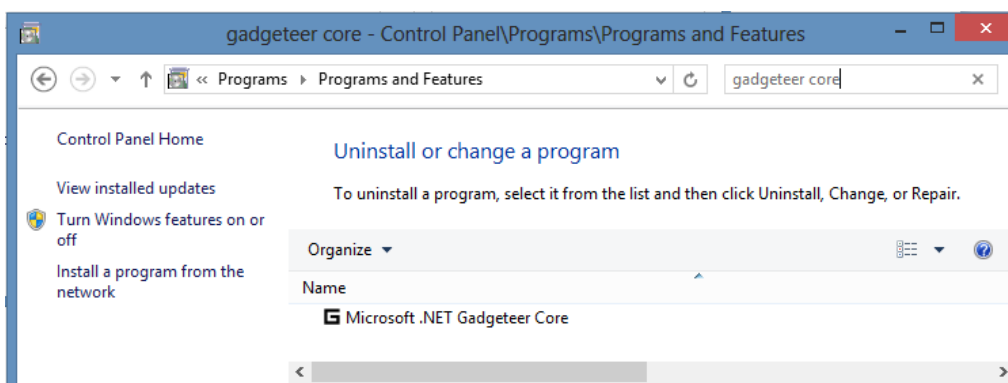 gadgeteer core - Control Panel\Programs\Programs and Features
« Programs Programs and Features
gadgeteer core
Control Panel Home
View installed updates
Turn Windows features on or
off
Install a program from the
network
Uninstall or change a program
To uninstall a program, select it from the list and then click Uninstall, Change, or Repair.
Organize
Name
Microsoft .NET Gadgeteer Core